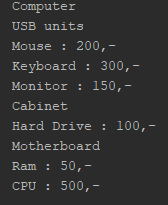 Computer
USB units
Mouse : 200,-
Keyboard : 300,-
Monitor : 150,-
Cabinet
Hard Drive : 100,-
Motherboard
Ram : 50,-
CPU : 500,-